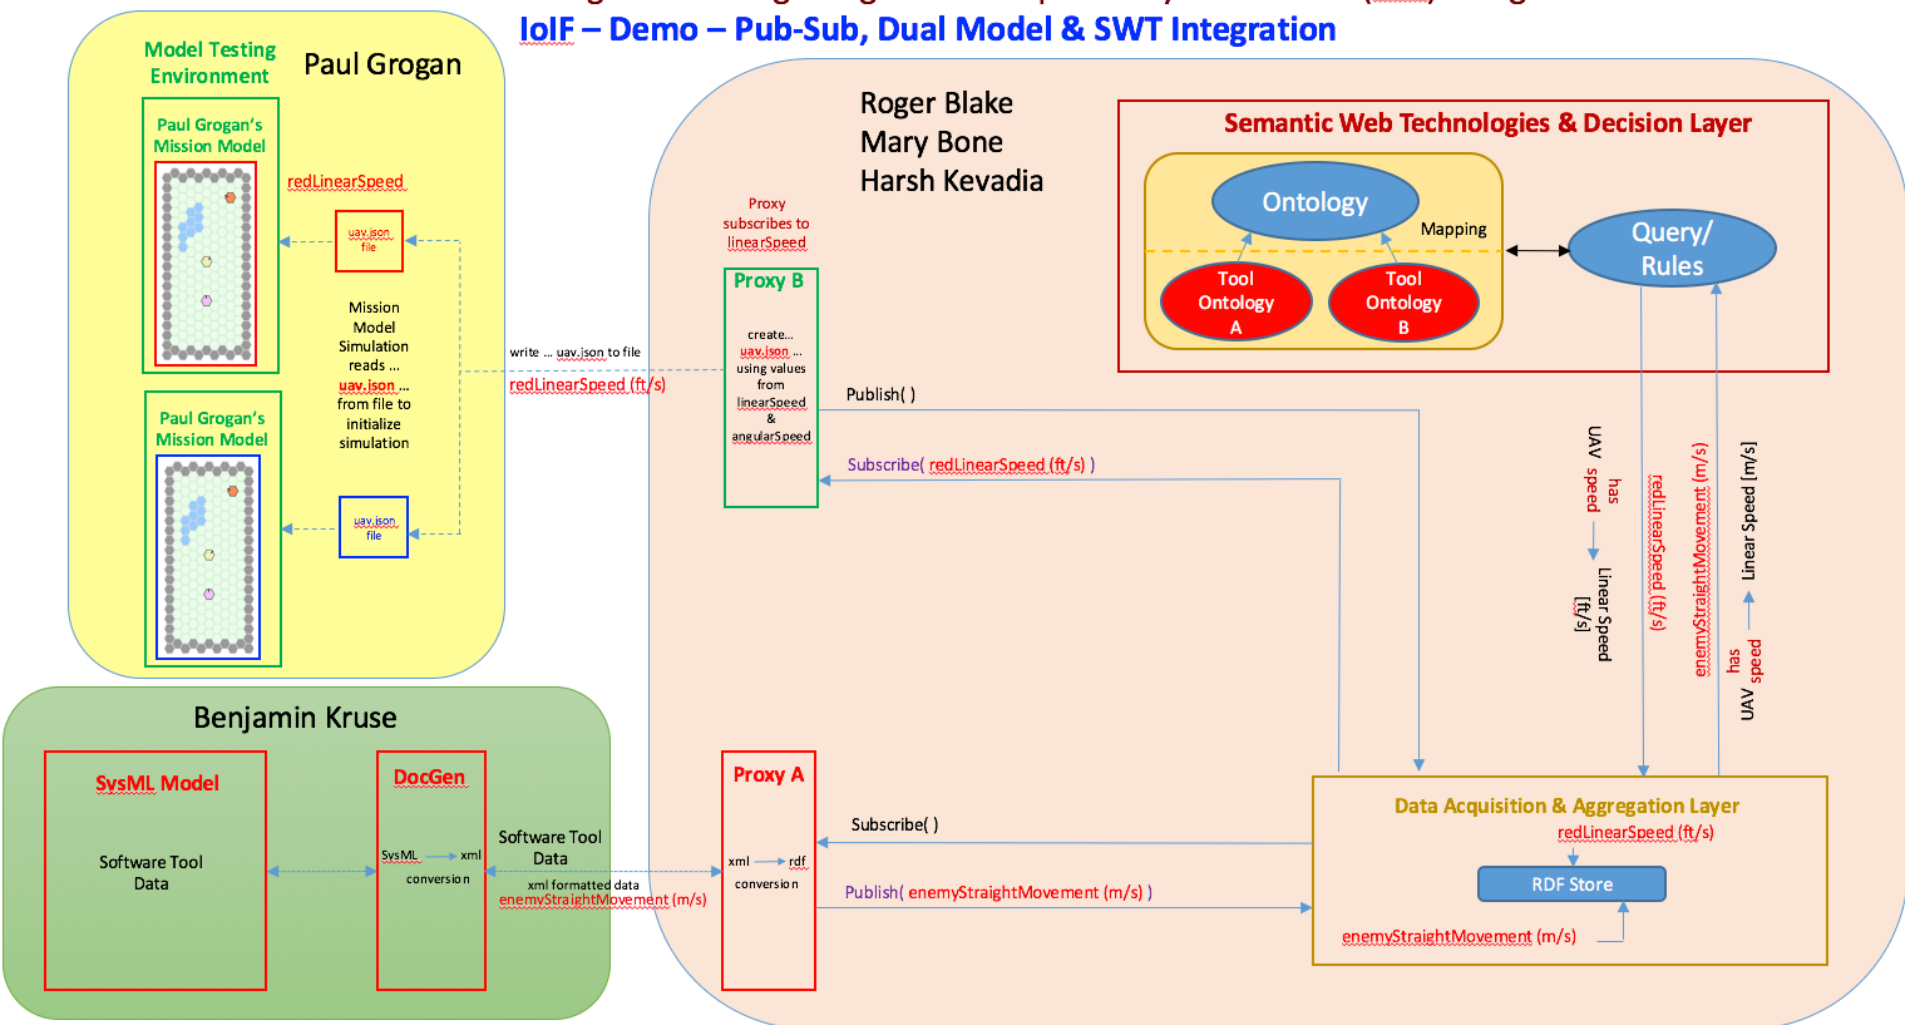 IoIF – Demo – Pub-Sub, Dual Model & SWT Integration
Model Testing
Environment
Paul Grogan
Paul Grogan's
Mission Model
redLinearSpeed
uav.json
file
Mission
Model
Simulation
reads ...
uav.json ...
from file to
initialize
simulation
Paul Grogan's
Mission Model
uav.json
file
write ... uav.json to file
redLinearSpeed (ft/s)
Roger Blake
Mary Bone
Harsh Kevadia
Proxy
subscribes to
linearSpeed
Proxy B
create...
uav.json ...
using values
from
linearSpeed
&
angularSpeed
Publish( )
Subscribe( redLinearSpeed (ft/s) )
Semantic Web Technologies & Decision Layer
Ontology
Mapping
Tool
Ontology
A
Tool
Ontology
B
Query/
Rules
UAV
has
speed
Linear Speed
[ft/s]
redLinearSpeed (ft/s)
enemyStraightMovement (m/s)
UAV
has
speed
Linear Speed [m/s]
Benjamin Kruse
SysML Model
Software Tool
Data
DocGen
SysML
xml
conversion
Software Tool
Data
xml formatted data
enemyStraightMovement (m/s)
Proxy A
xml
rdf
conversion
Subscribe( )
Publish( enemyStraightMovement (m/s) )
Data Acquisition & Aggregation Layer
redLinearSpeed (ft/s)
RDF Store
enemyStraightMovement (m/s)